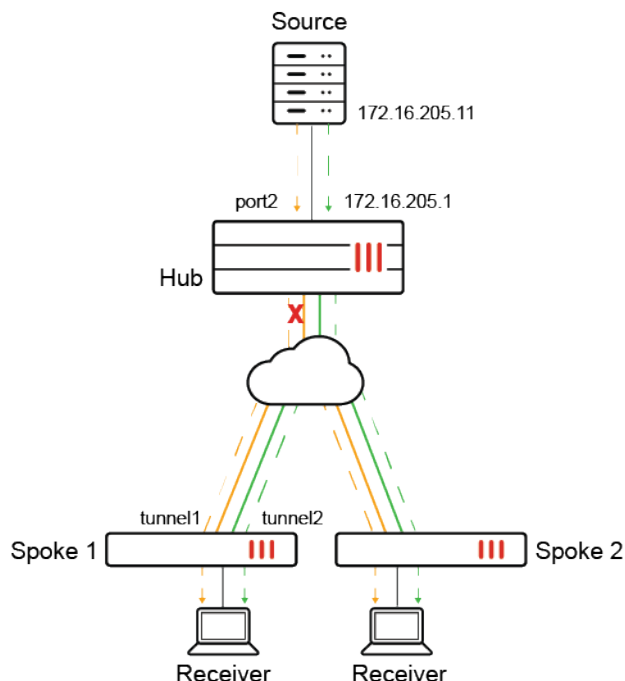 Source
172.16.205.11
port2
172.16.205.1
Hub
X
tunnel1
tunnel2
Spoke 1
Spoke 2
Receiver
Receiver